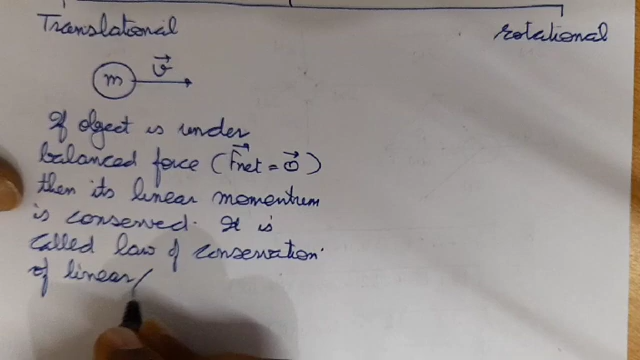 Translational
rotational
m
v⃗
If object is under
balanced force (F⃗net = 0⃗)
then its linear momentum
is conserved. It is
called law of conservation
of linear